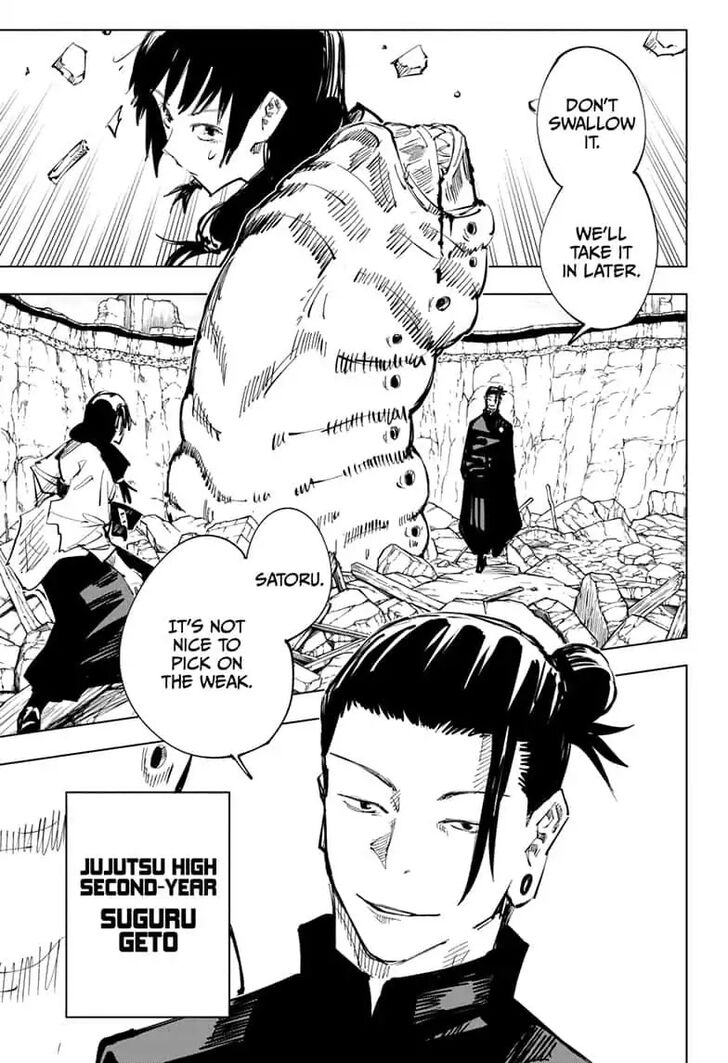 DON'T
SWALLOW
IT.
WE'LL
TAKE IT
IN LATER.
SATORU.
IT'S NOT
NICE TO
PICK ON
THE WEAK.
JUJUTSU HIGH
SECOND-YEAR
SUGURU
GETO